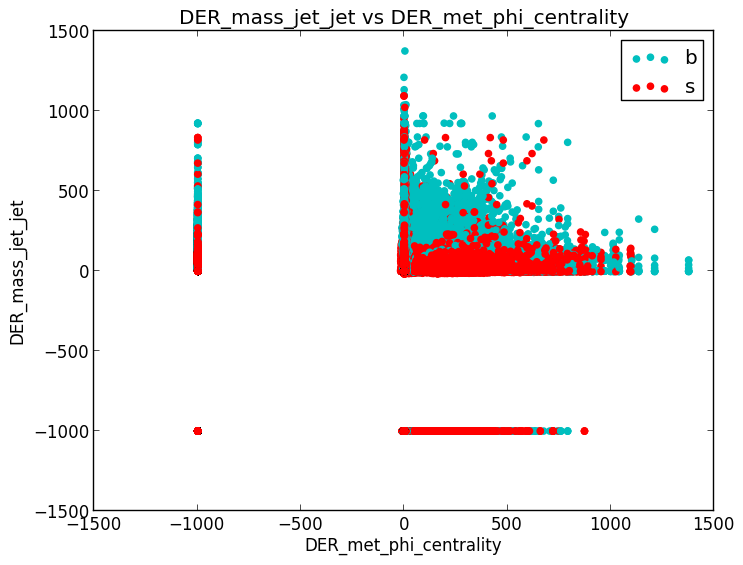 DER_mass_jet_jet vs DER_met_phi_centrality
1500
1000
500
0
−500
−1000
−1500
DER_mass_jet_jet
b
s
−1500
−1000
−500
0
500
1000
1500
DER_met_phi_centrality